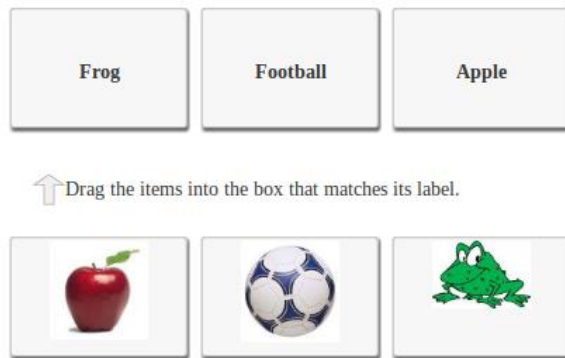 Frog
Football
Apple
Drag the items into the box that matches its label.